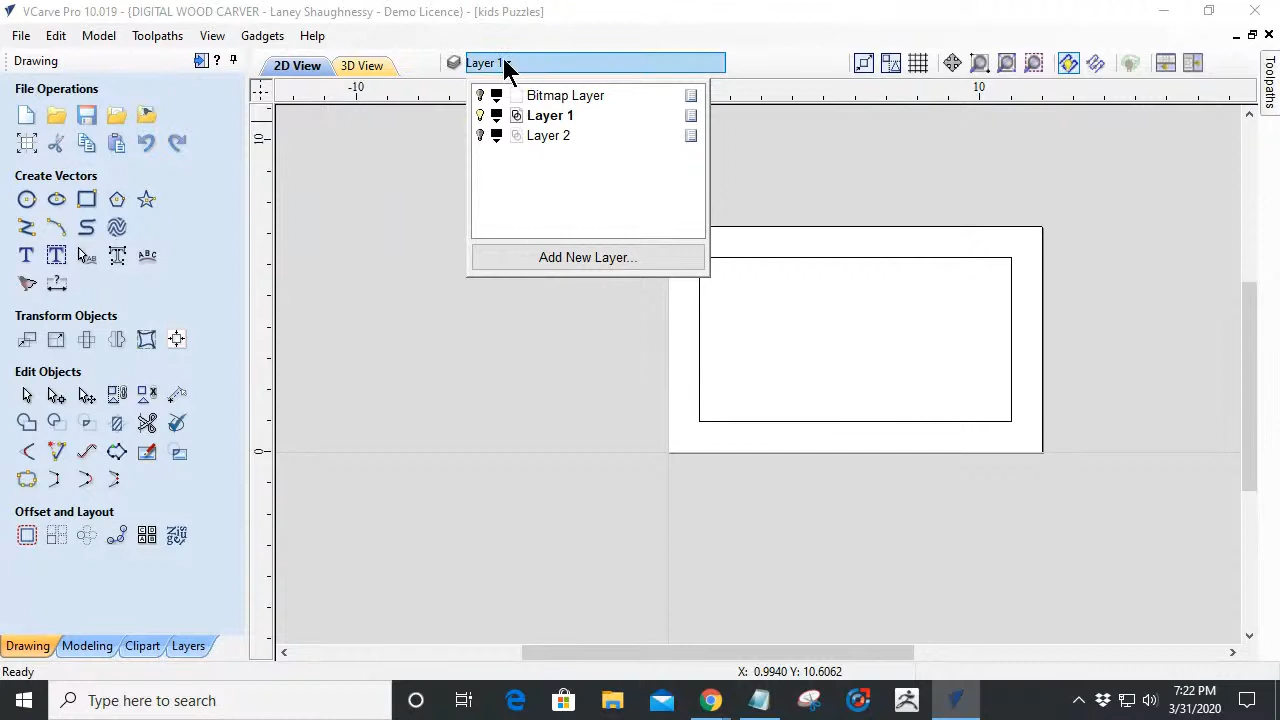 VCarve Pro 10.019 - {DIGITAL WOOD CARVER - Laney Shaughnessy - Demo Licence} - [kids Puzzles]
File Edit Model Toolpaths View Gadgets Help
Drawing
2D View 3D View Layer 1
File Operations
Create Vectors
Transform Objects
Edit Objects
Offset and Layout
Bitmap Layer
Layer 1
Layer 2
Add New Layer...
-10
10
10
0
Toolpaths
Drawing Modeling Clipart Layers
Ready
X: 0.9940 Y: 10.6062
Type here to search
7:22 PM
3/31/2020